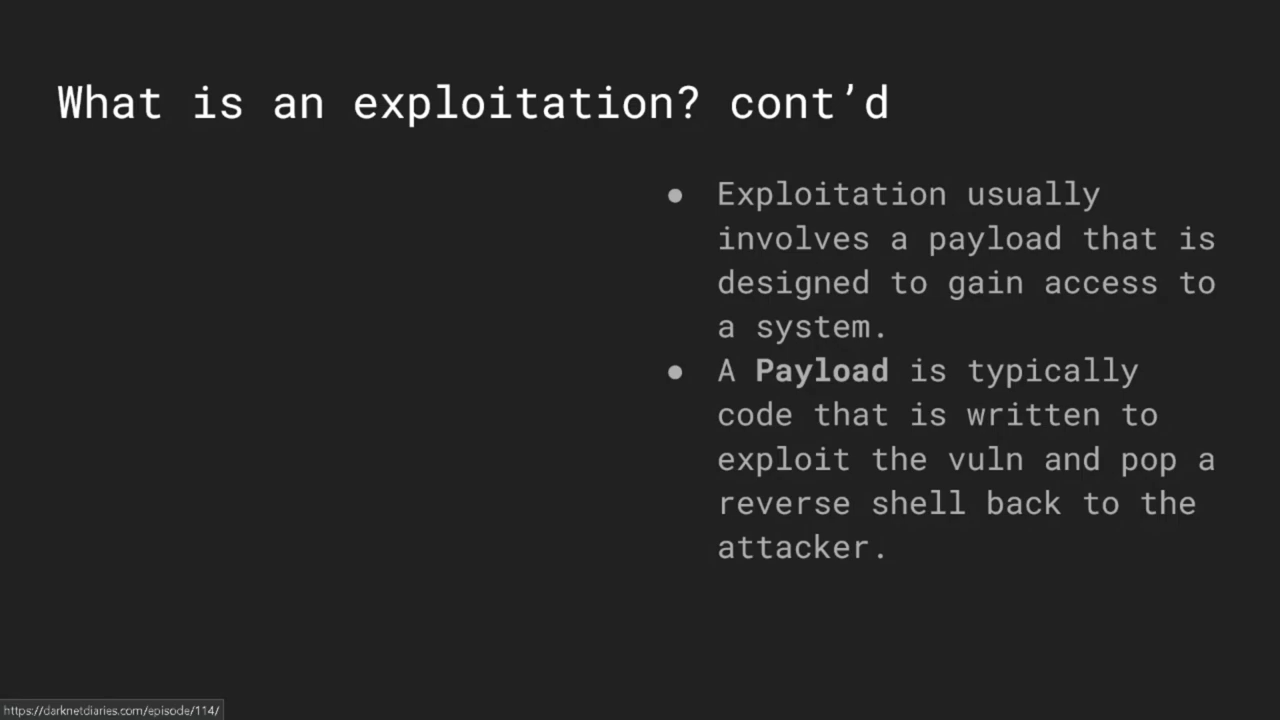 What is an exploitation? cont’d
● Exploitation usually
involves a payload that is
designed to gain access to
a system.
● A Payload is typically
code that is written to
exploit the vuln and pop a
reverse shell back to the
attacker.
https://darknetdiaries.com/episode/114/